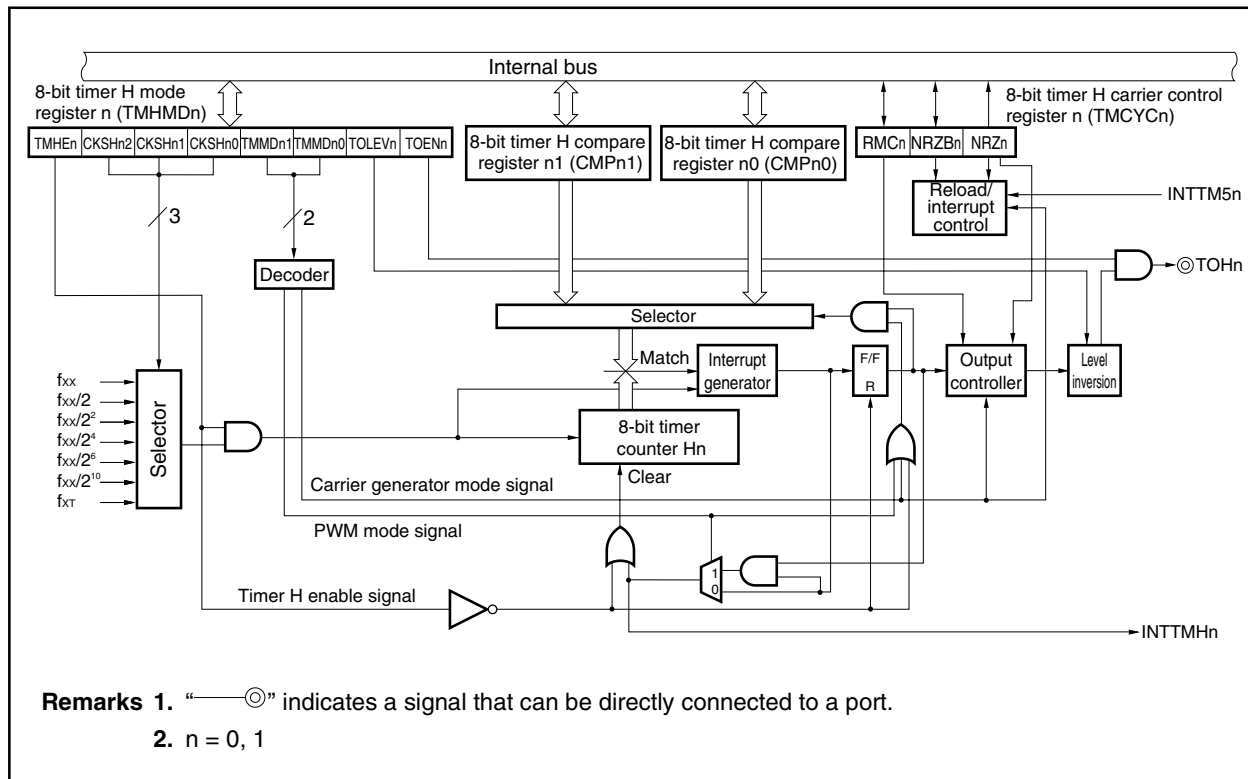 Internal bus
8-bit timer H mode
register n (TMHMDn)
8-bit timer H carrier control
register n (TMCYCn)
TMHEn CKSHn2 CKSHn1 CKSHn0 TMMDn1 TMMDn0 TOLEVn TOENn
8-bit timer H compare
register n1 (CMPn1)
8-bit timer H compare
register n0 (CMPn0)
RMCn NRZBn NRZn
Reload/
interrupt
control
INTTM5n
3
2
Decoder
TOHn
Selector
Match
Interrupt
generator
F/F
R
Output
controller
Level
inversion
fXX
fXX/2
fXX/2²
fXX/2⁴
fXX/2⁶
fXX/2¹⁰
fXT
Selector
8-bit timer
counter Hn
Clear
Carrier generator mode signal
PWM mode signal
1
0
Timer H enable signal
INTTMHn
Remarks 1. “——◎” indicates a signal that can be directly connected to a port.
2. n = 0, 1